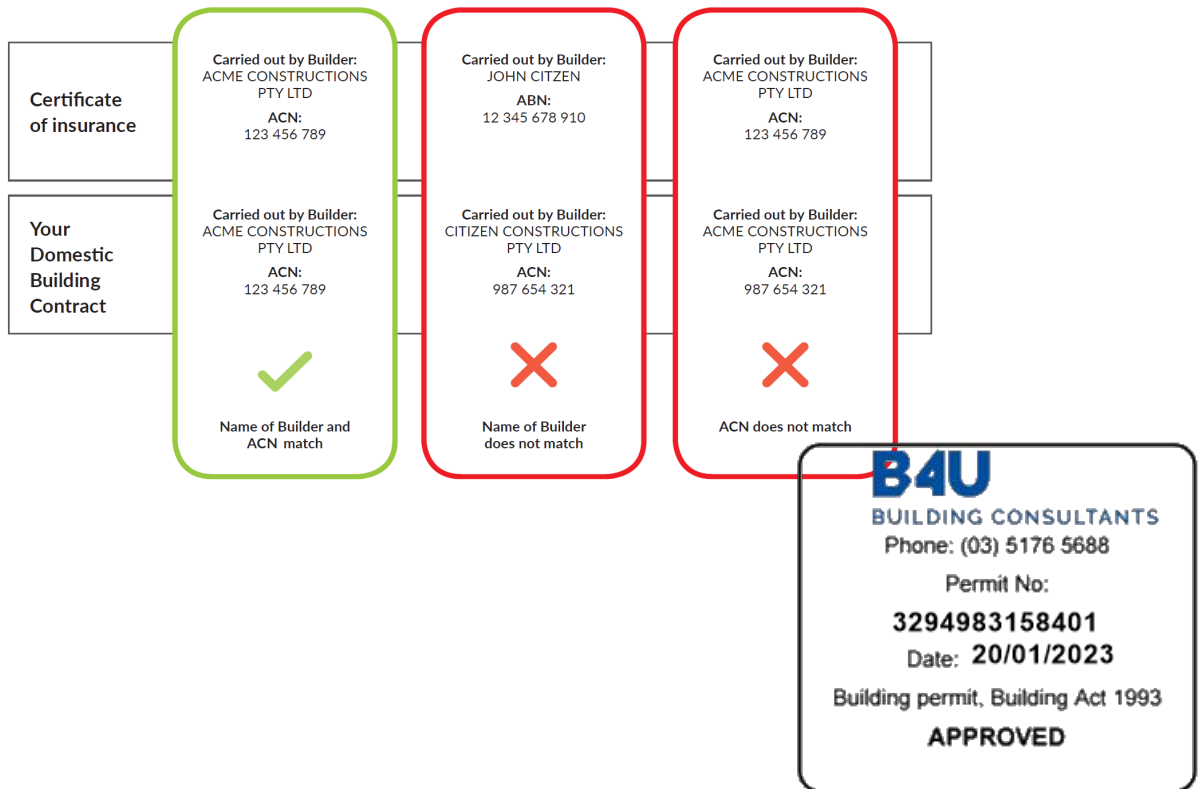 Certificate
of insurance
Carried out by Builder:
ACME CONSTRUCTIONS
PTY LTD
ACN:
123 456 789
Carried out by Builder:
JOHN CITZEN
ABN:
12 345 678 910
Carried out by Builder:
ACME CONSTRUCTIONS
PTY LTD
ACN:
123 456 789
Your
Domestic
Building
Contract
Carried out by Builder:
ACME CONSTRUCTIONS
PTY LTD
ACN:
123 456 789
Carried out by Builder:
CITIZEN CONSTRUCTIONS
PTY LTD
ACN:
987 654 321
Carried out by Builder:
ACME CONSTRUCTIONS
PTY LTD
ACN:
987 654 321
Name of Builder and
ACN match
Name of Builder
does not match
ACN does not match
B4U
BUILDING CONSULTANTS
Phone: (03) 5176 5688
Permit No:
3294983158401
Date: 20/01/2023
Building permit, Building Act 1993
APPROVED